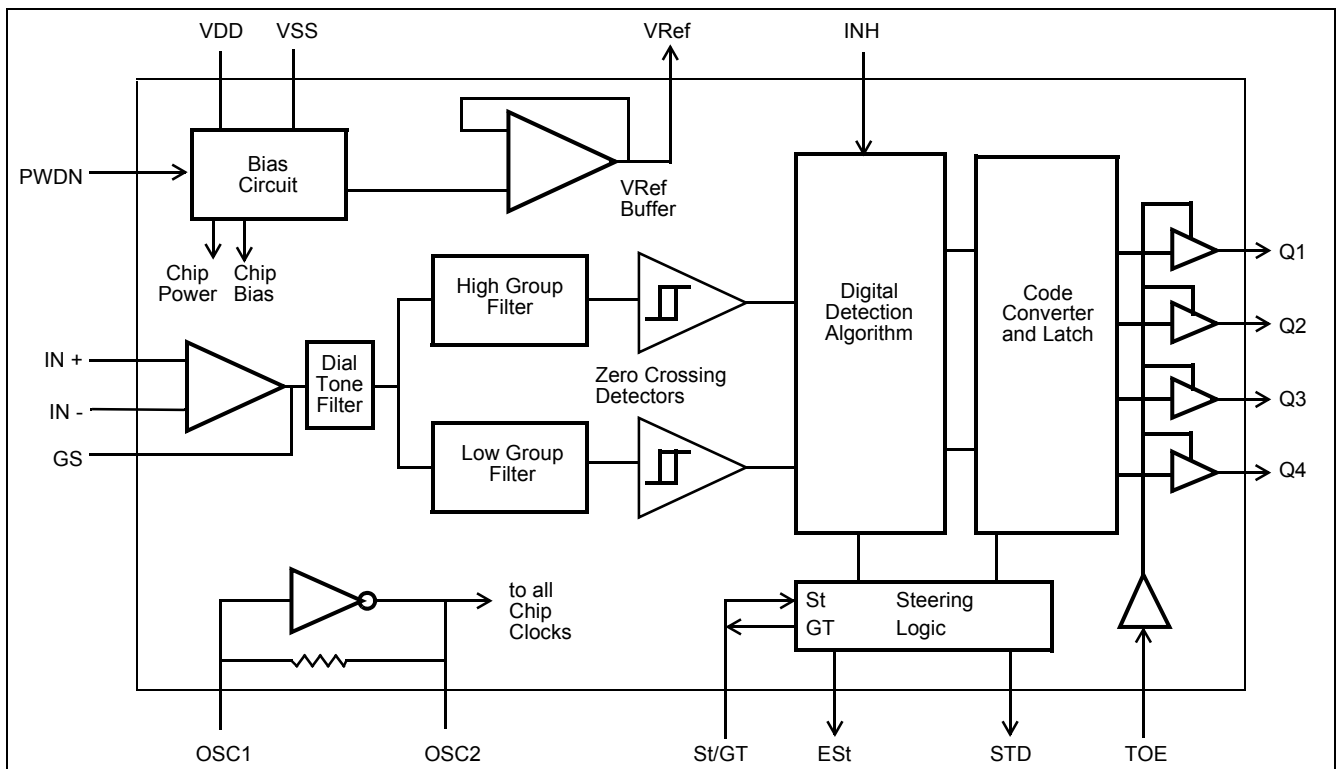 VDD
VSS
VRef
INH
PWDN
Bias
Circuit
VRef
Buffer
Chip
Power
Chip
Bias
High Group
Filter
Digital
Detection
Algorithm
Code
Converter
and Latch
Q1
Q2
Q3
Q4
IN +
IN -
GS
Dial
Tone
Filter
Zero Crossing
Detectors
Low Group
Filter
to all
Chip
Clocks
St
GT
Steering
Logic
OSC1
OSC2
St/GT
ESt
STD
TOE